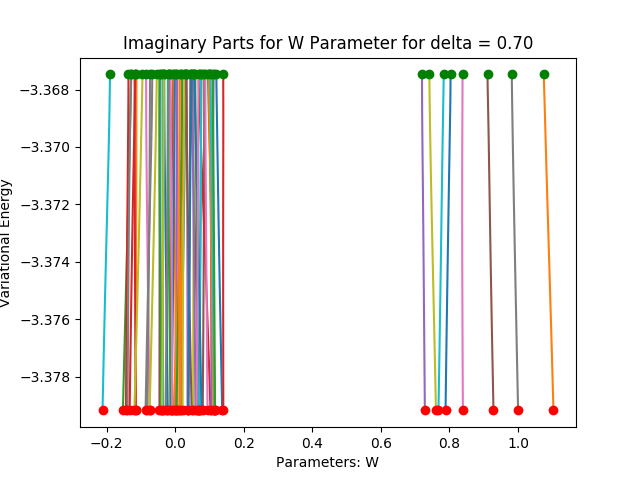 Imaginary Parts for W Parameter for delta = 0.70
−3.368
−3.370
−3.372
−3.374
−3.376
−3.378
Variational Energy
−0.2 0.0 0.2 0.4 0.6 0.8 1.0
Parameters: W